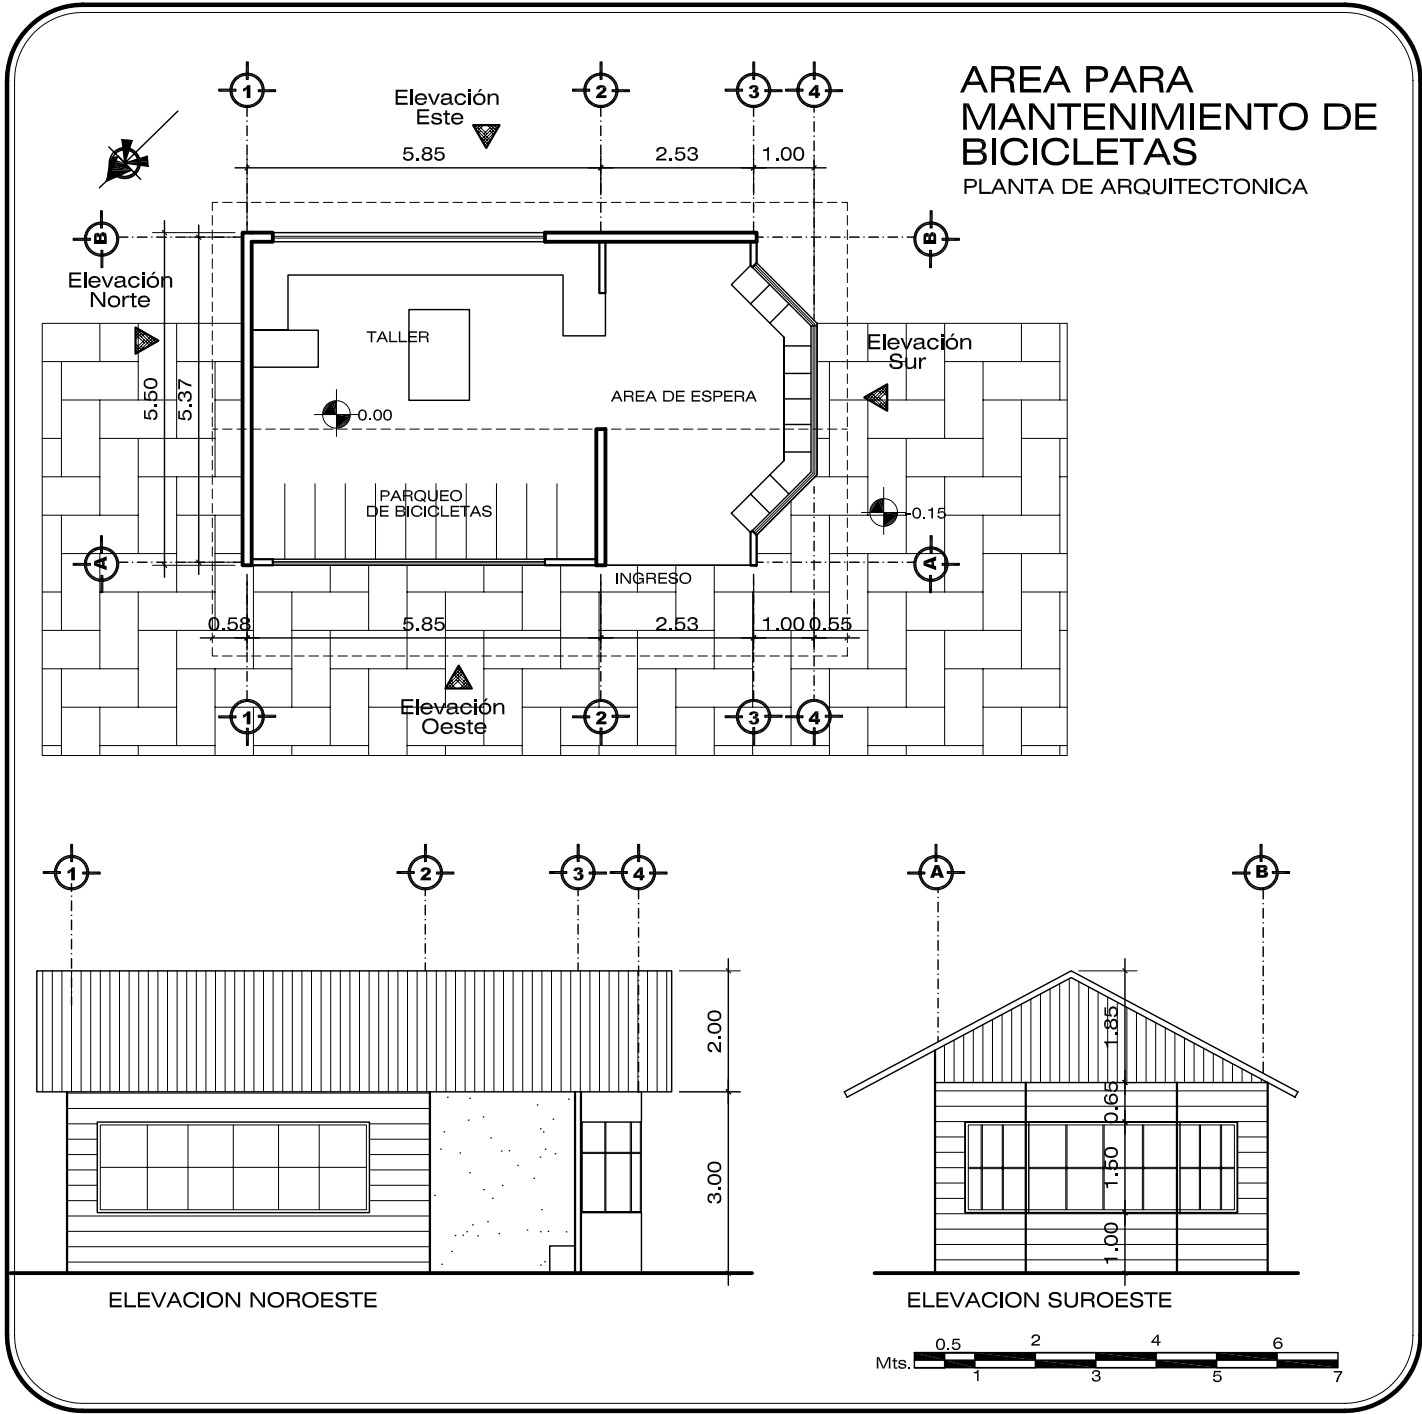 AREA PARA
MANTENIMIENTO DE
BICICLETAS
PLANTA DE ARQUITECTONICA
1
2
3
4
Elevación
Este
5.85
2.53
1.00
B
B
Elevación
Norte
5.50
5.37
TALLER
0.00
AREA DE ESPERA
Elevación
Sur
PARQUEO
DE BICICLETAS
-0.15
A
A
INGRESO
0.58
5.85
2.53
1.00
0.55
Elevación
Oeste
1
2
3
4
1
2
3
4
2.00
3.00
ELEVACION NOROESTE
A
B
1.85
0.65
1.50
1.00
ELEVACION SUROESTE
Mts.
0.5
2
4
6
1
3
5
7